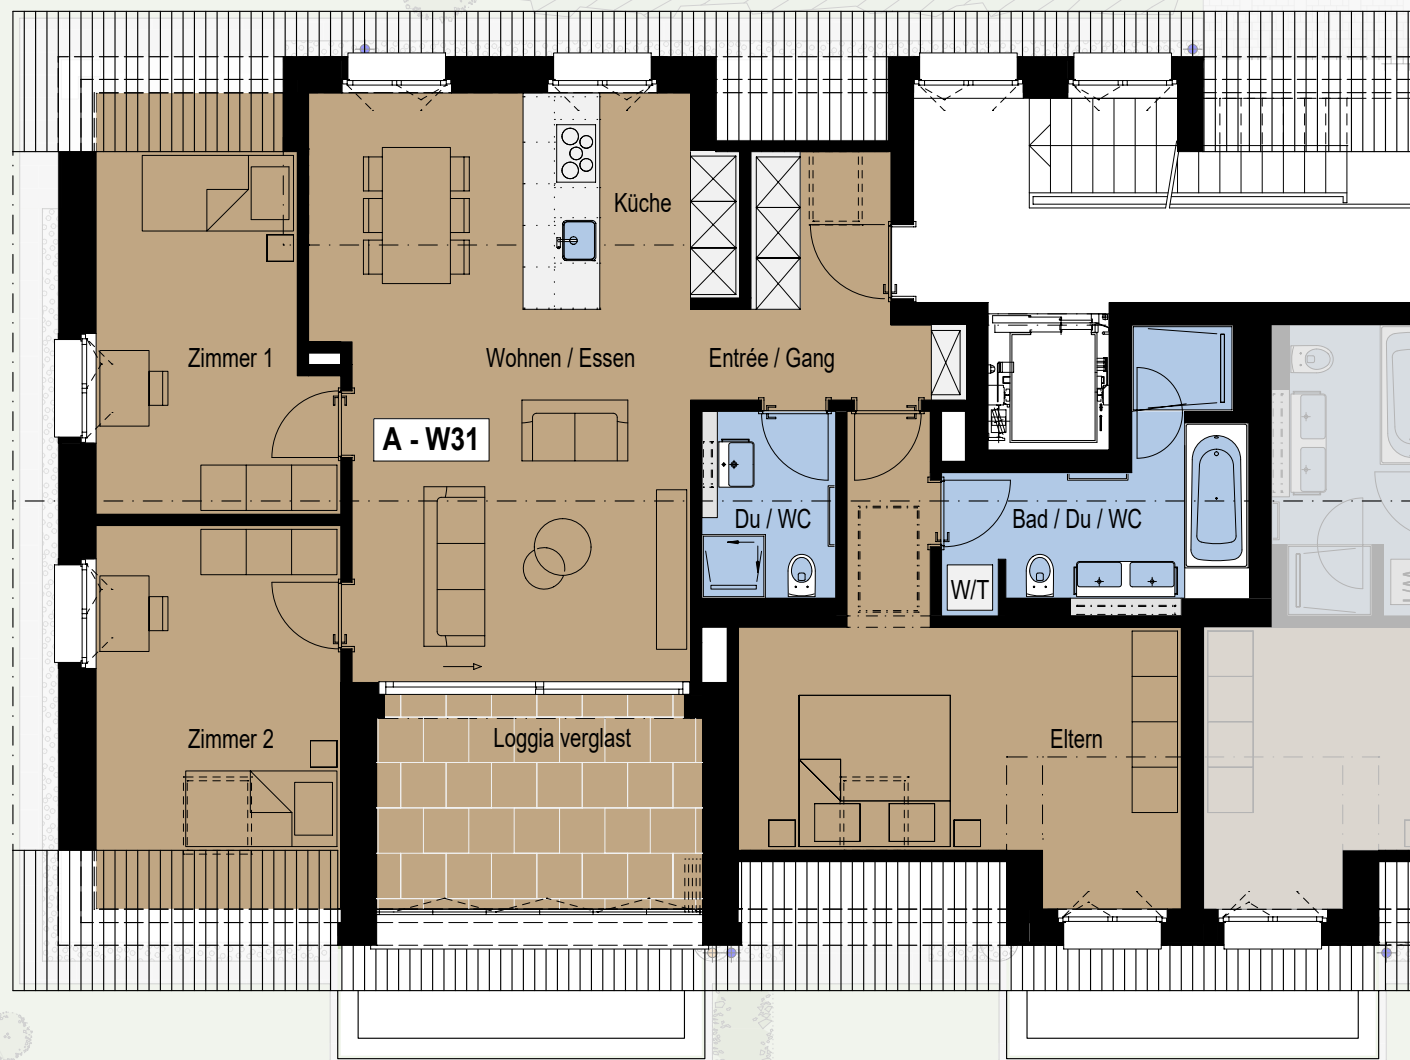 Küche
Zimmer 1
Wohnen / Essen
Entrée / Gang
A - W31
Du / WC
Bad / Du / WC
W/T
Zimmer 2
Loggia verglast
Eltern